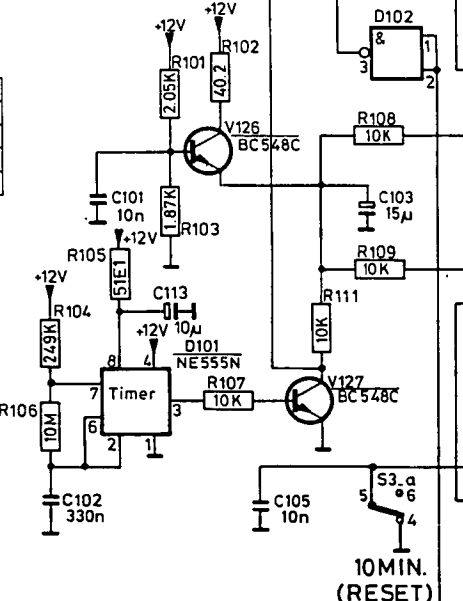 +12V
+12V
D102
R102
R101
40.2
2.05K
&
1
3
2
V126
BC548C
R108
10K
C101
10n
1.87K
R103
C103
15µ
+12V
R105
51E1
R109
10K
+12V
C113
10µ
R104
249K
+12V
R111
10K
D101
NE555N
8
4
Timer
7
R107
10K
3
V127
BC548C
R106
10M
6
2
1
C102
330n
C105
10n
S3_a
6
5
4
10MIN.
(RESET)